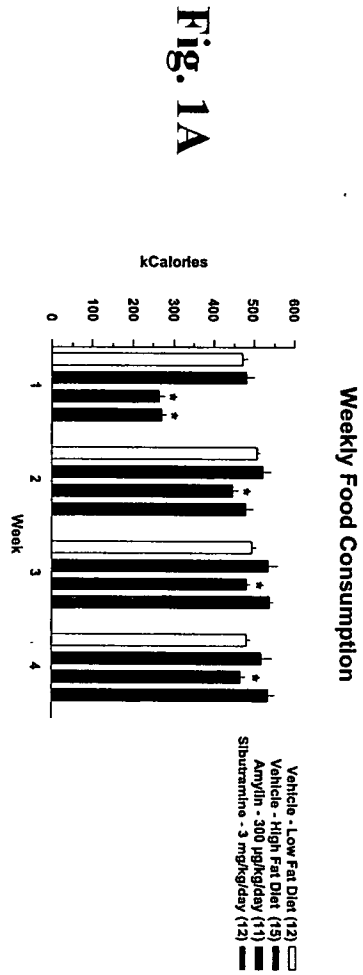 Fig. 1A
Weekly Food Consumption
Vehicle - Low Fat Diet (12)
Vehicle - High Fat Diet (15)
Amylin - 300 µg/kg/day (11)
Sibutramine - 3 mg/kg/day (12)
kCalories
600
500
400
300
200
100
0
* * * * *
1 2 3 4
Week